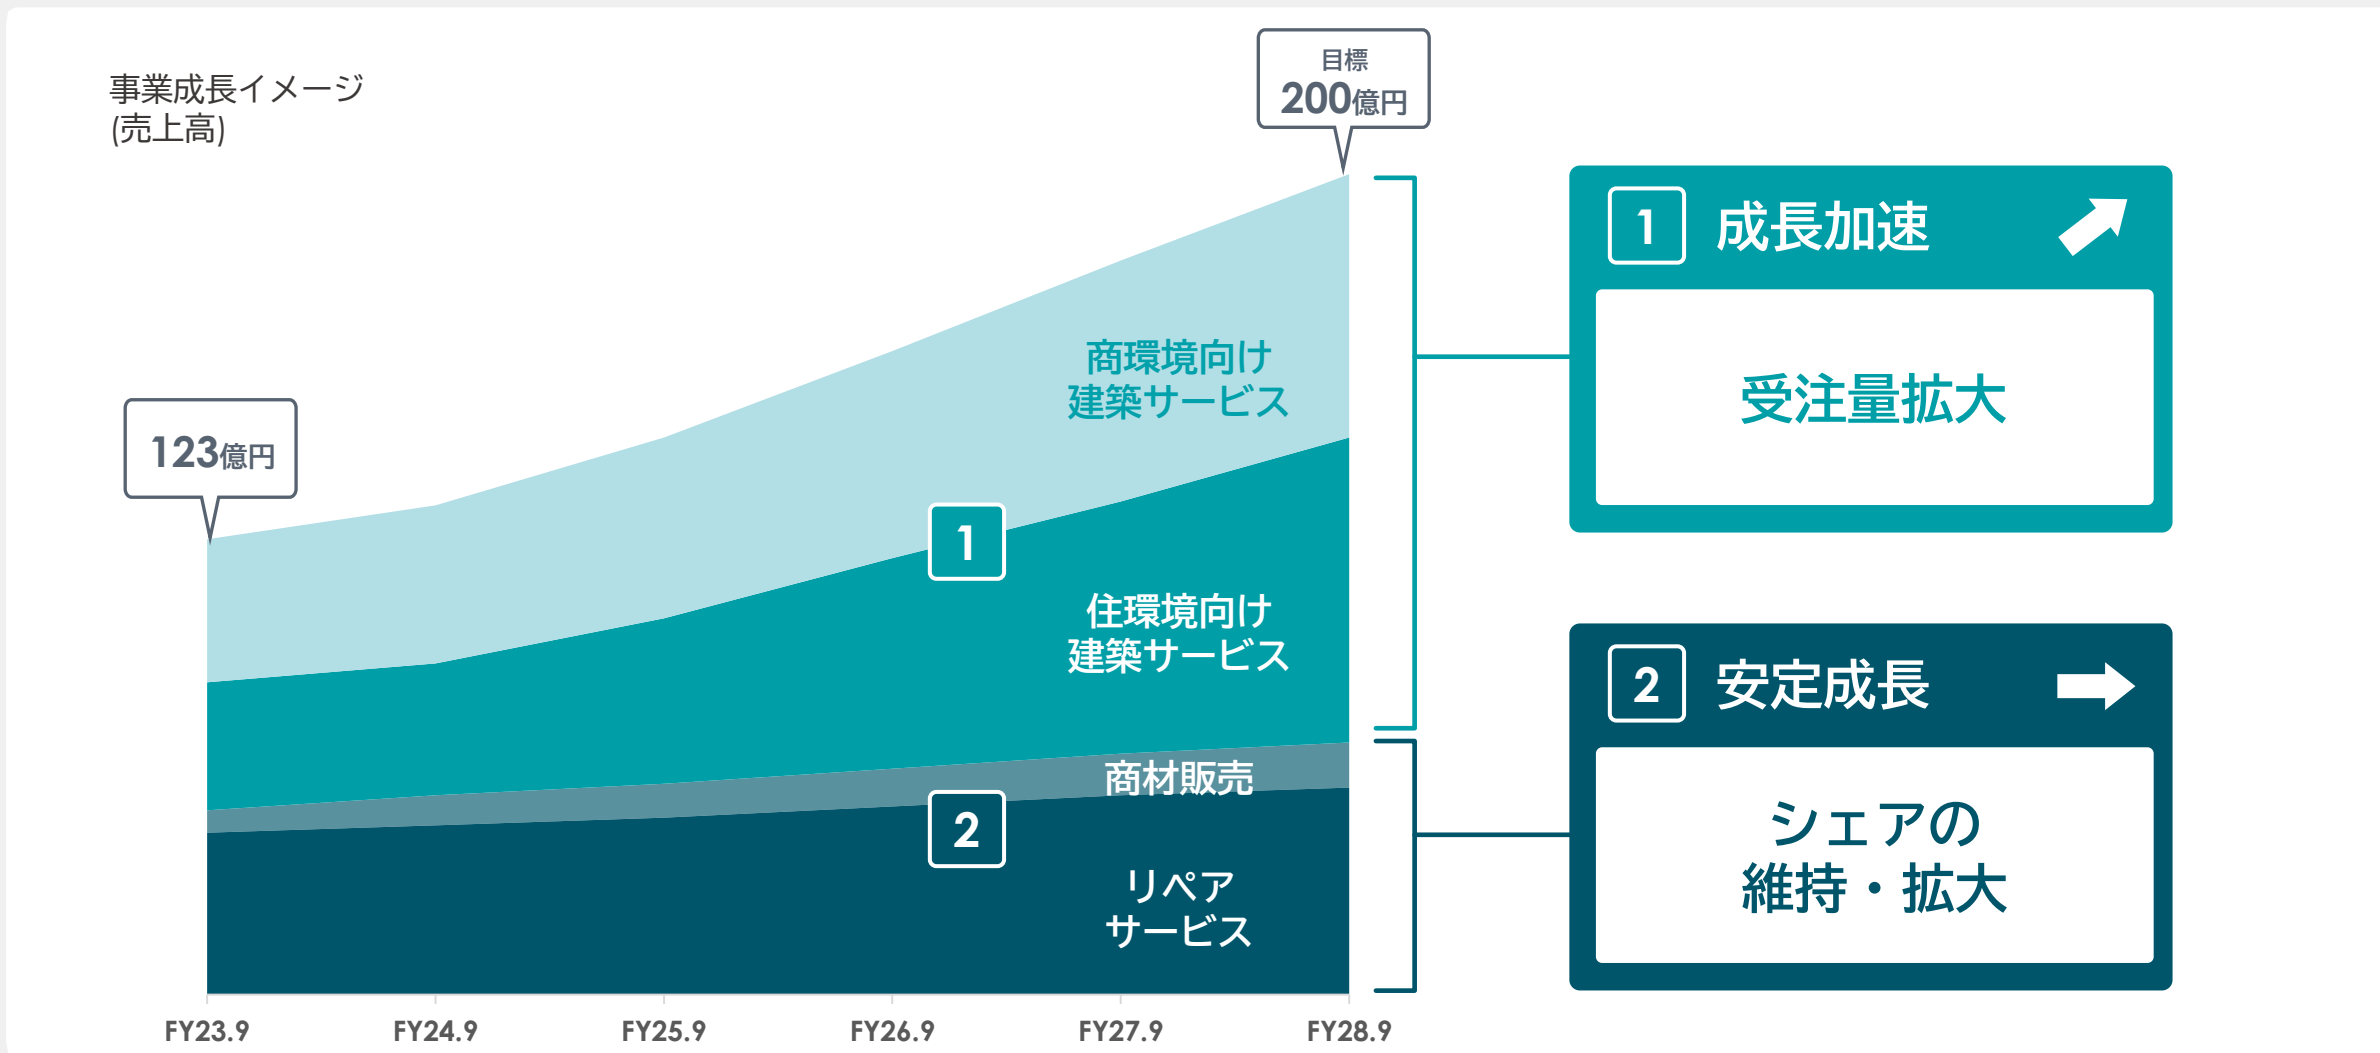 事業成長イメージ
(売上高)
123億円
目標
200億円
商環境向け
建築サービス
1
住環境向け
建築サービス
商材販売
2
リペア
サービス
FY23.9
FY24.9
FY25.9
FY26.9
FY27.9
FY28.9
1 成長加速
受注量拡大
2 安定成長
シェアの
維持・拡大